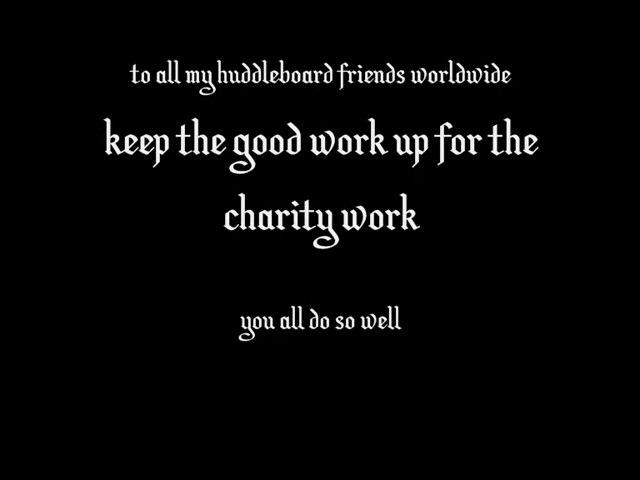 to all my huddleboard friends worldwide
keep the good work up for the
charity work
you all do so well